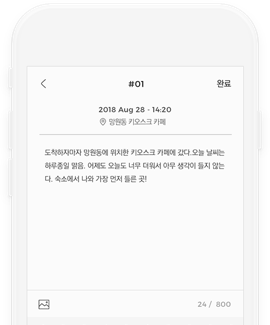 #01
완료
2018 Aug 28 - 14:20
망원동 키모스크 카페
도착하자마자 망원동에 위치한 키모스크 카페에 갔다.오늘 날씨는
하루종일 맑음. 어제도 오늘도 너무 더워서 아무 생각이 들지 않는
다. 숙소에서 나와 가장 먼저 들른 곳!
24 / 800